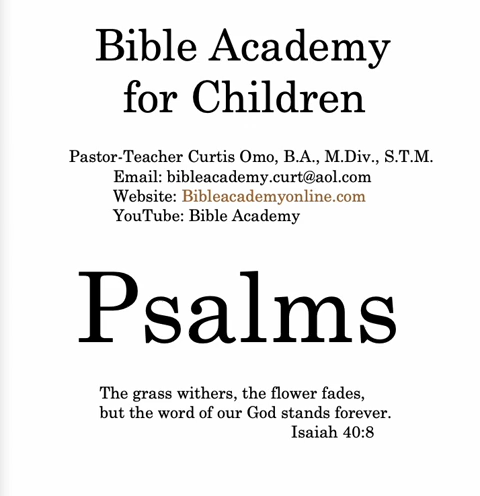 Bible Academy
for Children
Pastor-Teacher Curtis Omo, B.A., M.Div., S.T.M.
Email: bibleacademy.curt@aol.com
Website: Bibleacademyonline.com
YouTube: Bible Academy
Psalms
The grass withers, the flower fades,
but the word of our God stands forever.
Isaiah 40:8